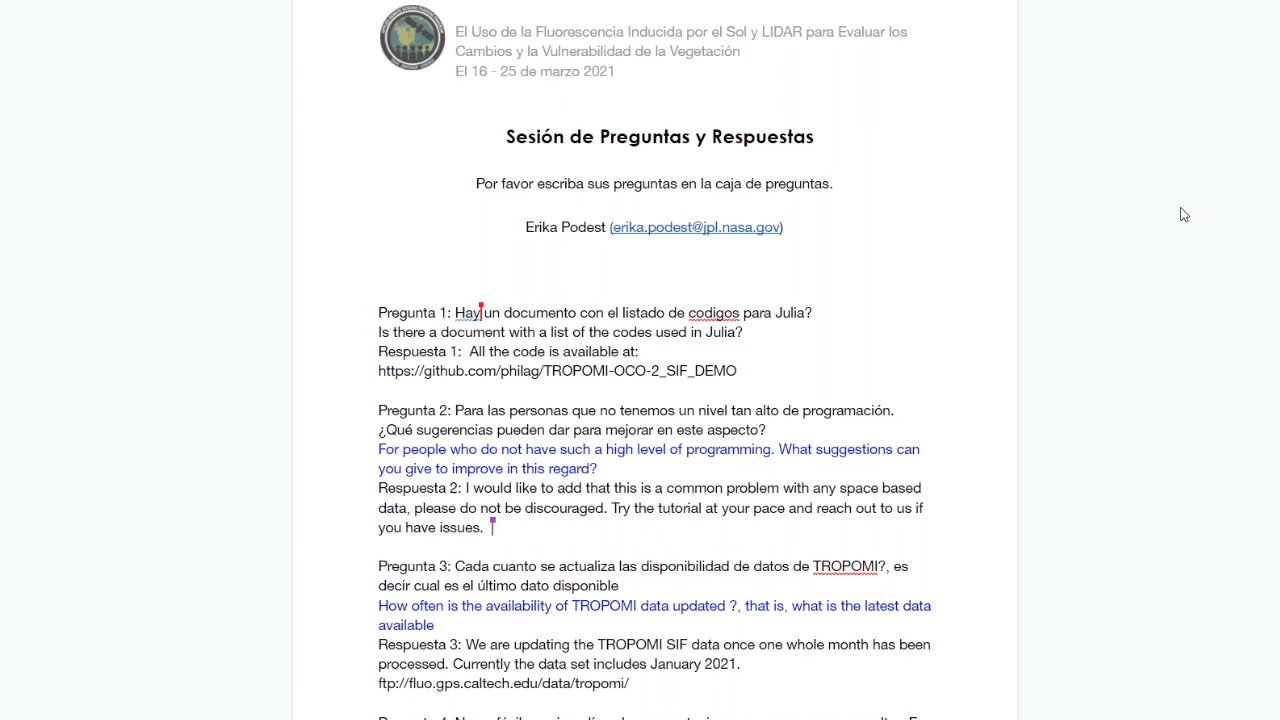 El Uso de la Fluorescencia Inducida por el Sol y LIDAR para Evaluar los
Cambios y la Vulnerabilidad de la Vegetación
El 16 - 25 de marzo 2021
Sesión de Preguntas y Respuestas
Por favor escriba sus preguntas en la caja de preguntas.
Erika Podest (erika.podest@jpl.nasa.gov)
Pregunta 1: Hay un documento con el listado de codigos para Julia?
Is there a document with a list of the codes used in Julia?
Respuesta 1:  All the code is available at:
https://github.com/philag/TROPOMI-OCO-2_SIF_DEMO
Pregunta 2: Para las personas que no tenemos un nivel tan alto de programación.
¿Qué sugerencias pueden dar para mejorar en este aspecto?
For people who do not have such a high level of programming. What suggestions can
you give to improve in this regard?
Respuesta 2: I would like to add that this is a common problem with any space based
data, please do not be discouraged. Try the tutorial at your pace and reach out to us if
you have issues.
Pregunta 3: Cada cuanto se actualiza las disponibilidad de datos de TROPOMI?, es
decir cual es el último dato disponible
How often is the availability of TROPOMI data updated ?, that is, what is the latest data
available
Respuesta 3: We are updating the TROPOMI SIF data once one whole month has been
processed. Currently the data set includes January 2021.
ftp://fluo.gps.caltech.edu/data/tropomi/